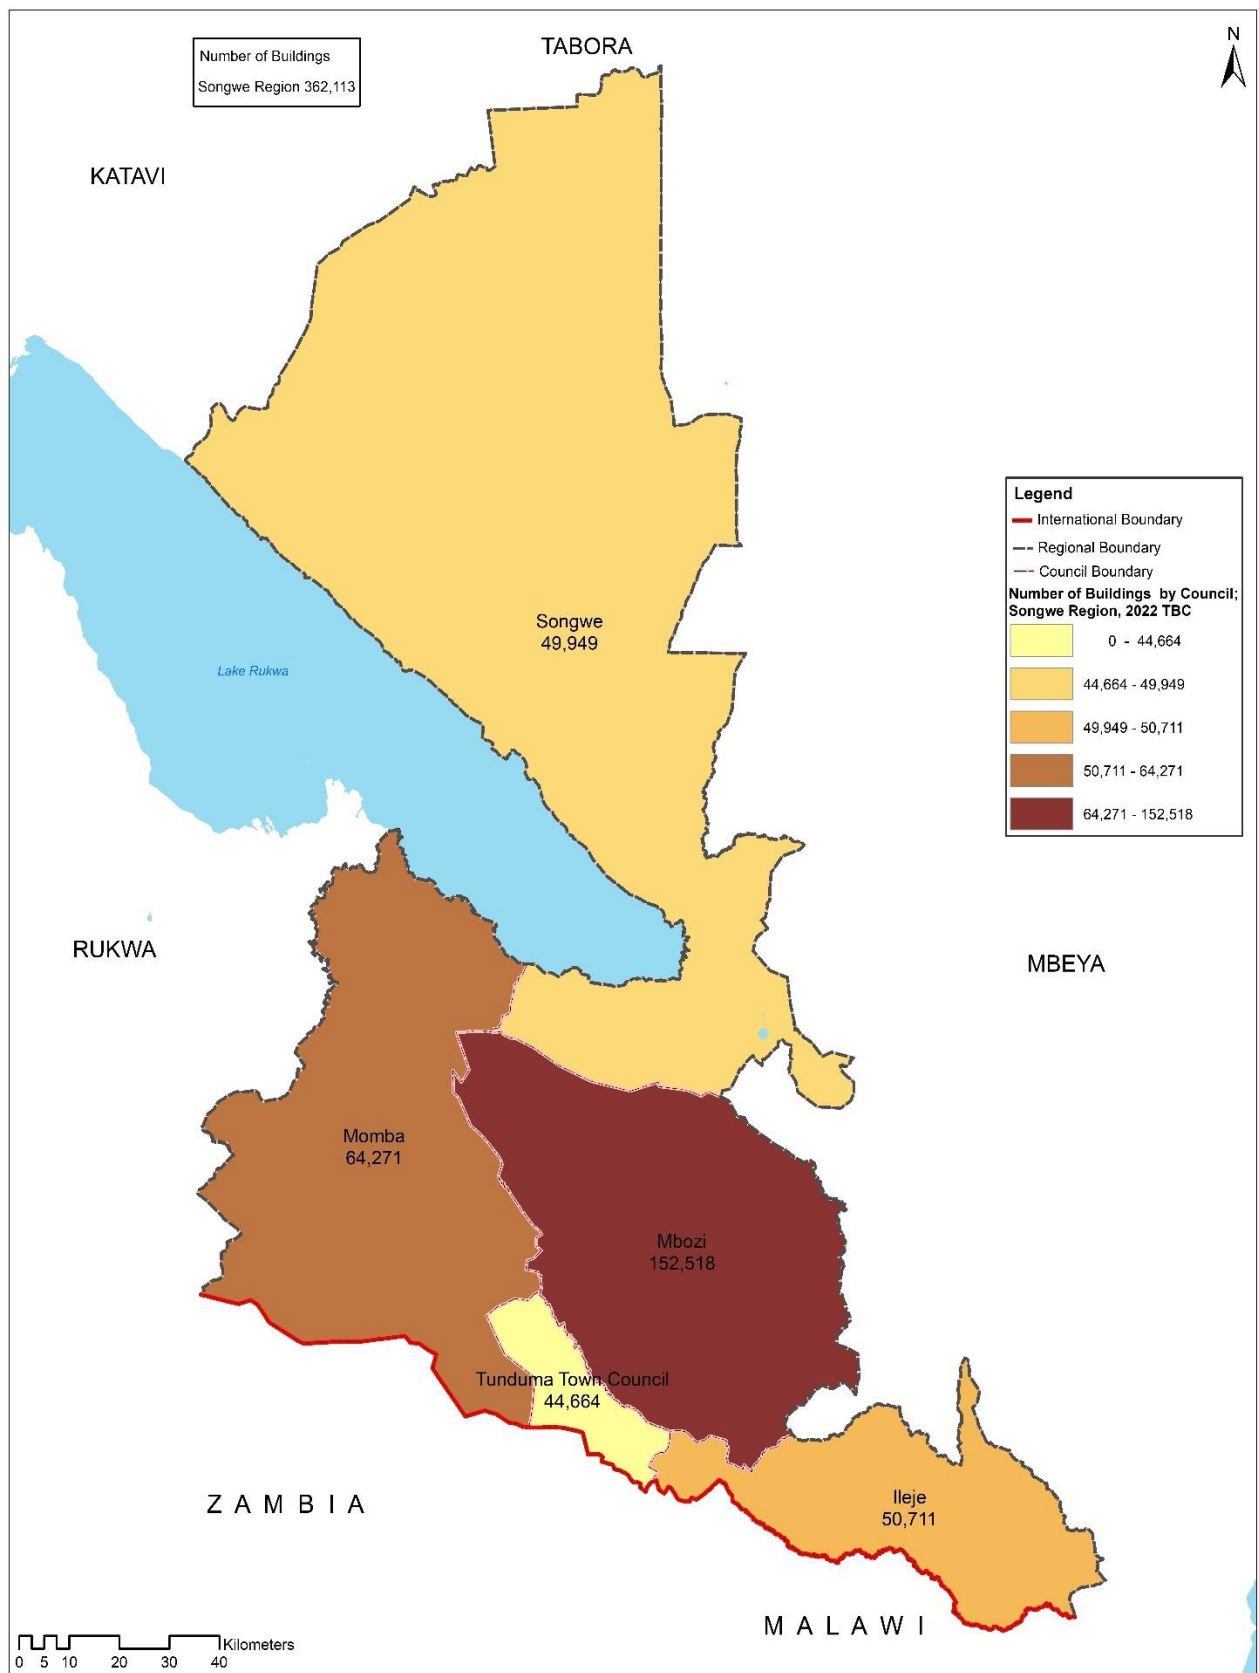 Number of Buildings
Songwe Region 362,113
TABORA
N
KATAVI
Legend
International Boundary
Regional Boundary
Council Boundary
Number of Buildings by Council;
Songwe Region, 2022 TBC
0 - 44,664
44,664 - 49,949
49,949 - 50,711
50,711 - 64,271
64,271 - 152,518
Songwe
49,949
Lake Rukwa
RUKWA
MBEYA
Momba
64,271
Mbozi
152,518
Tunduma Town Council
44,664
Ileje
50,711
ZAMBIA
MALAWI
Kilometers
0 5 10 20 30 40